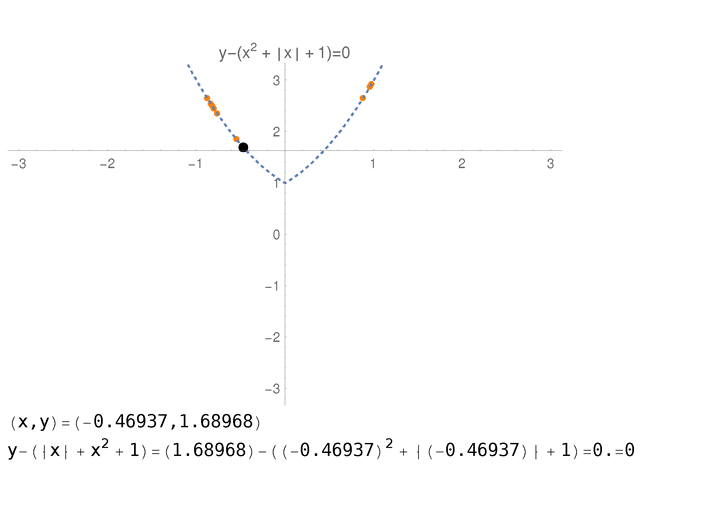 y−(x² + |x| + 1)=0
3
2
−3 −2 −1 1 2 3
1
0
−1
−2
−3
(x,y)=(−0.46937,1.68968)
y−(|x| + x² + 1)=(1.68968)−((−0.46937)² + |(−0.46937)| + 1)=0.=0